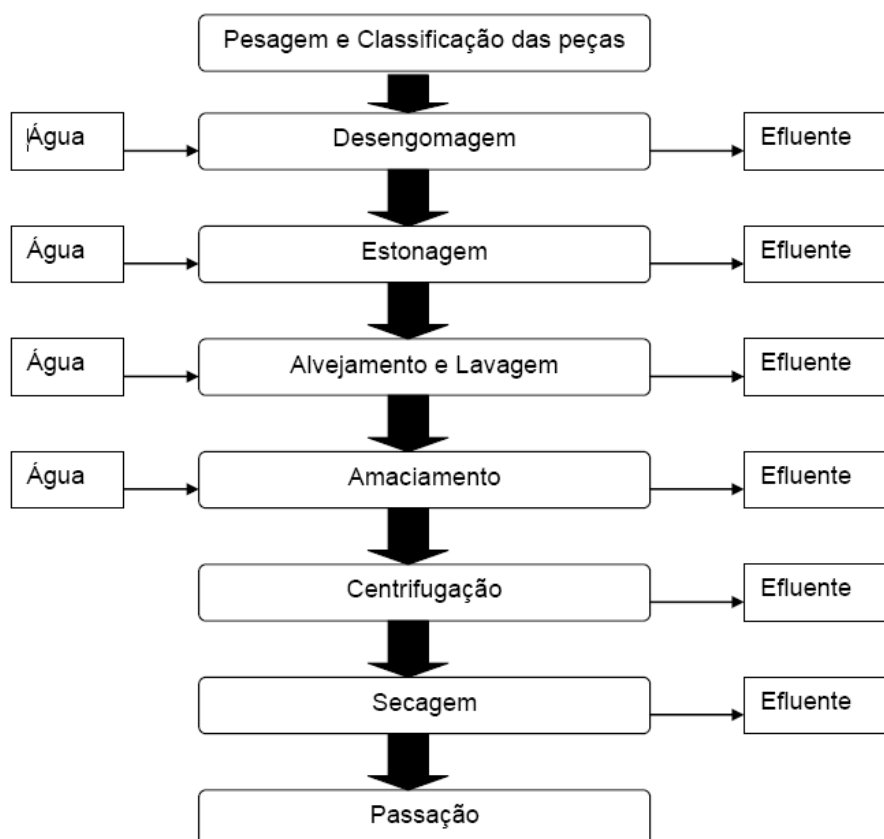 Pesagem e Classificação das peças
Água
Desengomagem
Efluente
Água
Estonagem
Efluente
Água
Alvejamento e Lavagem
Efluente
Água
Amaciamento
Efluente
Centrifugação
Efluente
Secagem
Efluente
Passação